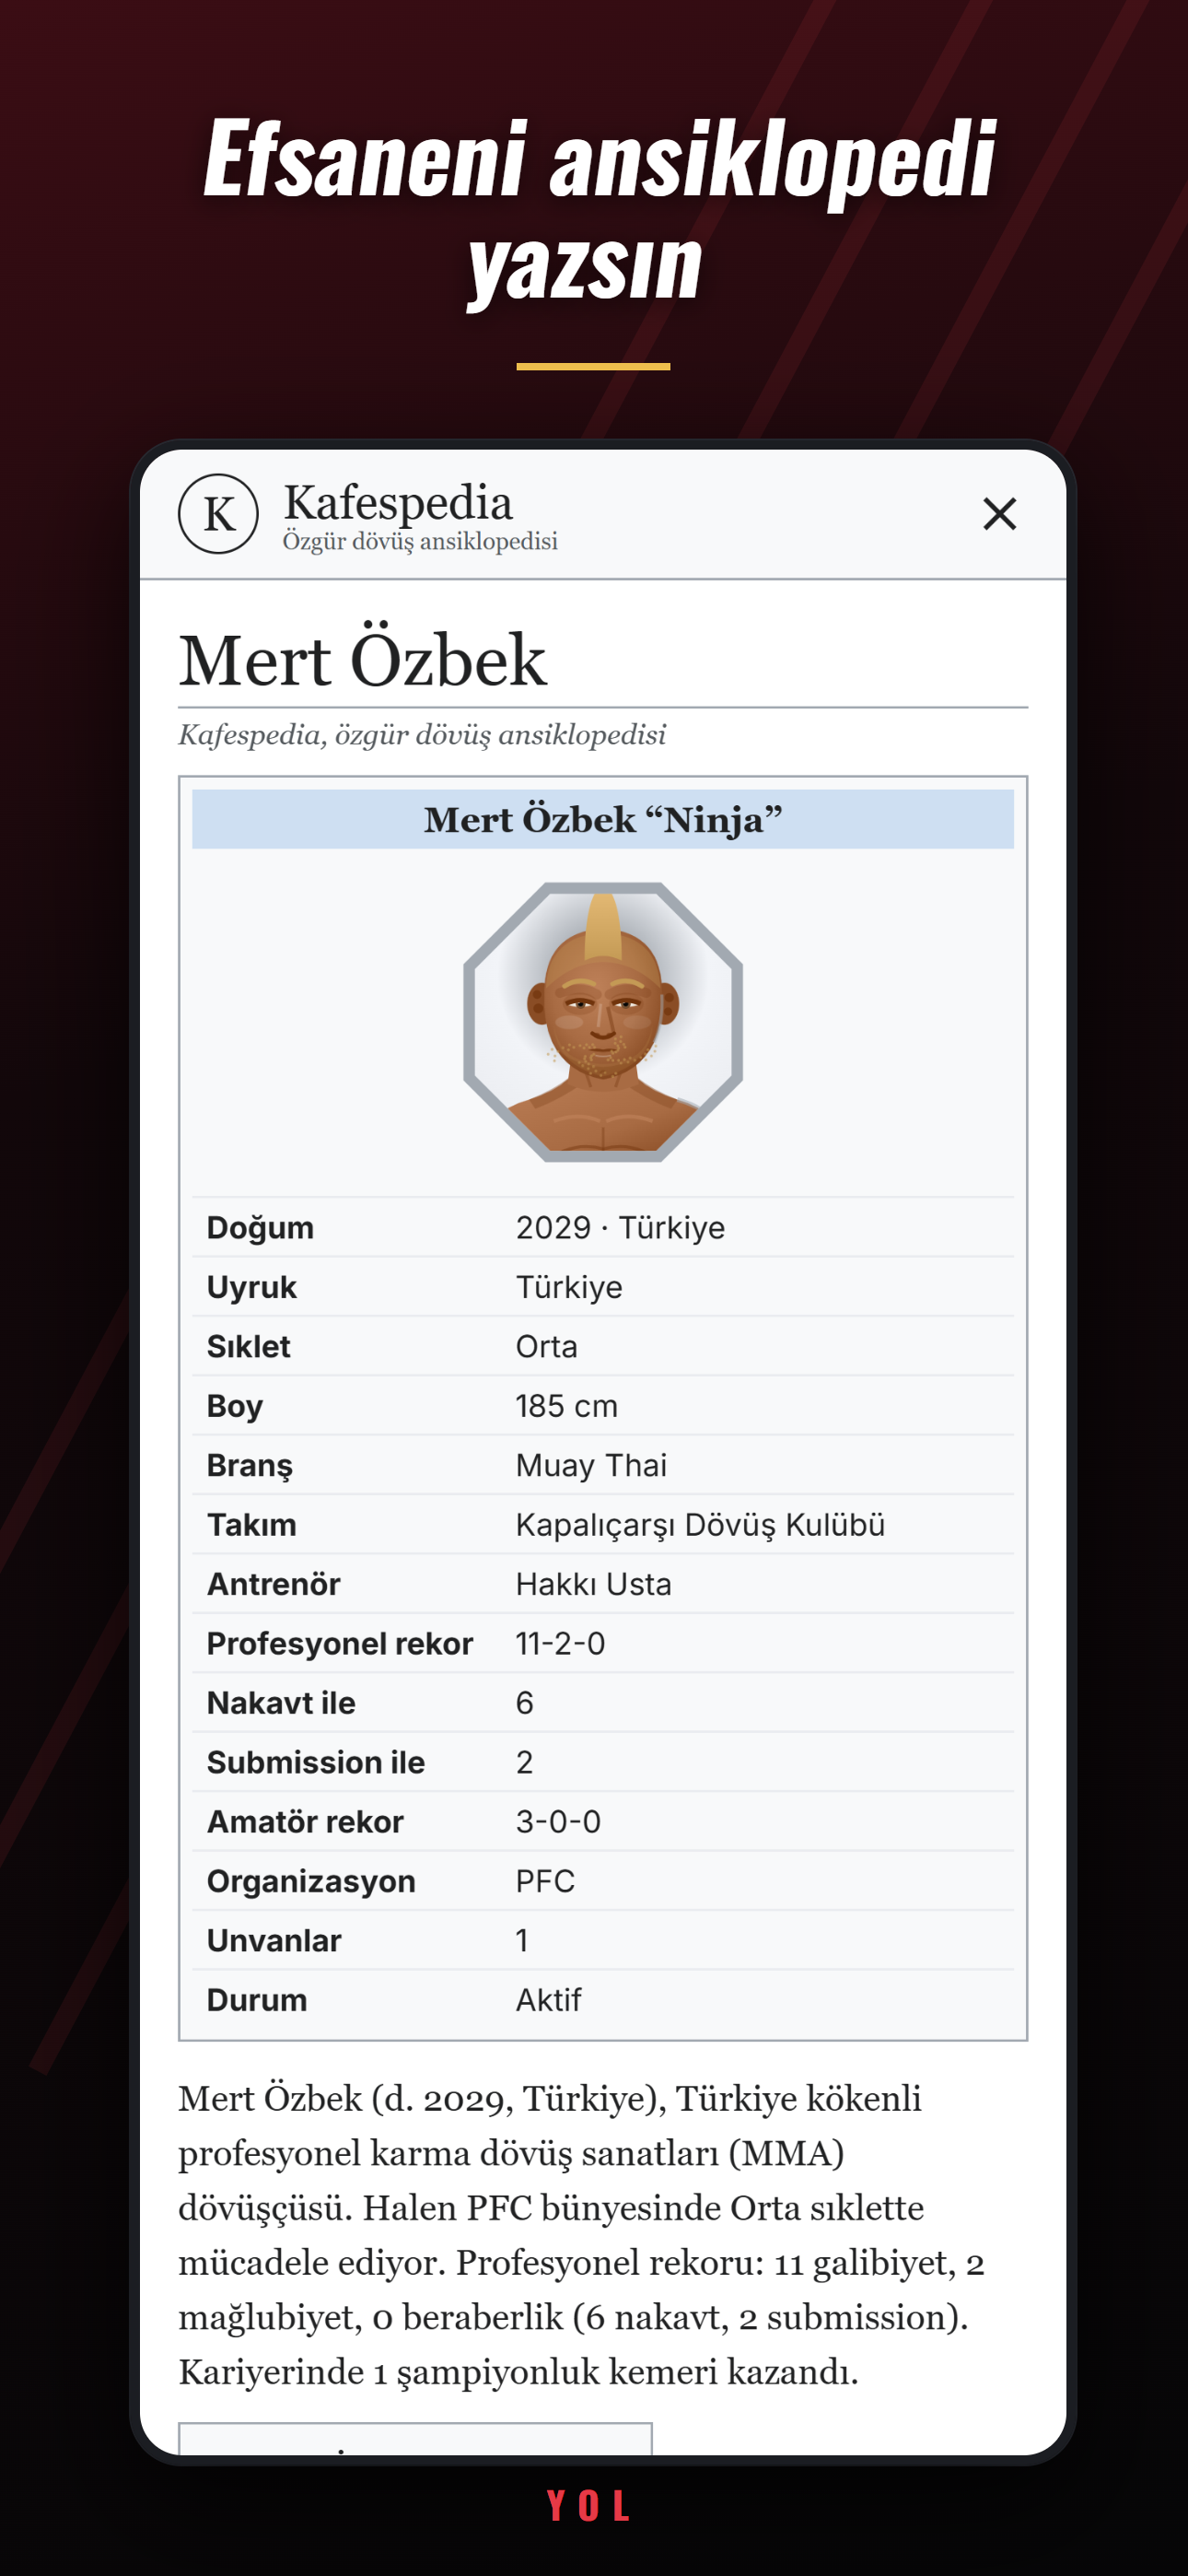 Efsaneni ansiklopedi
yazsın
K
Kafespedia
Özgür dövüş ansiklopedisi
Mert Özbek
Kafespedia, özgür dövüş ansiklopedisi
Mert Özbek “Ninja”
Doğum 2029 · Türkiye
Uyruk Türkiye
Sıklet Orta
Boy 185 cm
Branş Muay Thai
Takım Kapalıçarşı Dövüş Kulübü
Antrenör Hakkı Usta
Profesyonel rekor 11-2-0
Nakavt ile 6
Submission ile 2
Amatör rekor 3-0-0
Organizasyon PFC
Unvanlar 1
Durum Aktif
Mert Özbek (d. 2029, Türkiye), Türkiye kökenli
profesyonel karma dövüş sanatları (MMA)
dövüşçüsü. Halen PFC bünyesinde Orta sıklette
mücadele ediyor. Profesyonel rekoru: 11 galibiyet, 2
mağlubiyet, 0 beraberlik (6 nakavt, 2 submission).
Kariyerinde 1 şampiyonluk kemeri kazandı.
YOL